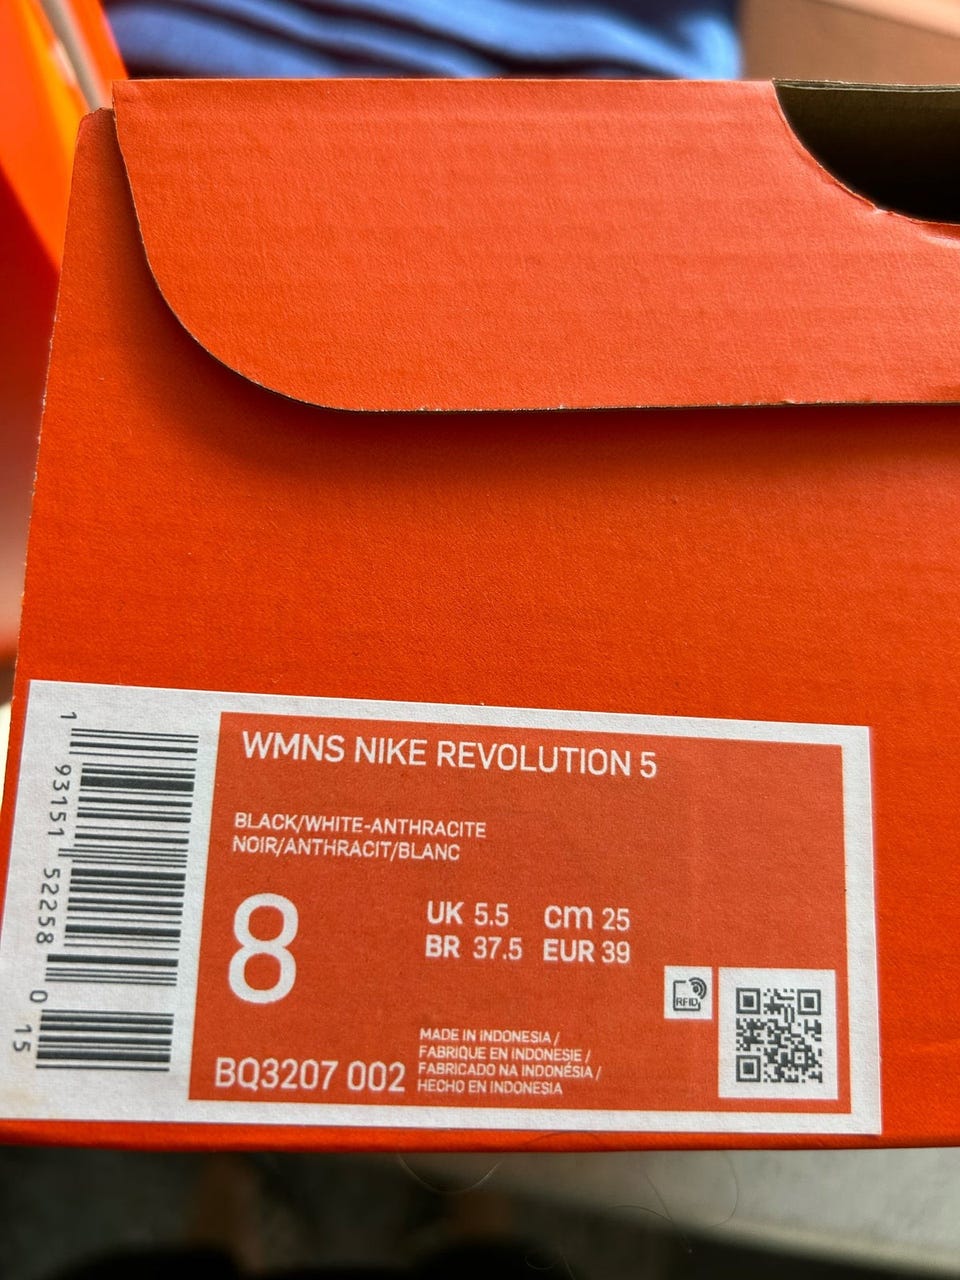 WMNS NIKE REVOLUTION 5
BLACK/WHITE-ANTHRACITE
NOIR/ANTHRACIT/BLANC
8
UK 5.5 cm 25
BR 37.5 EUR 39
RFID
BQ3207 002
MADE IN INDONESIA /
FABRIQUE EN INDONESIE /
FABRICADO NA INDONÉSIA /
HECHO EN INDONESIA
1 93151 52258 0 15